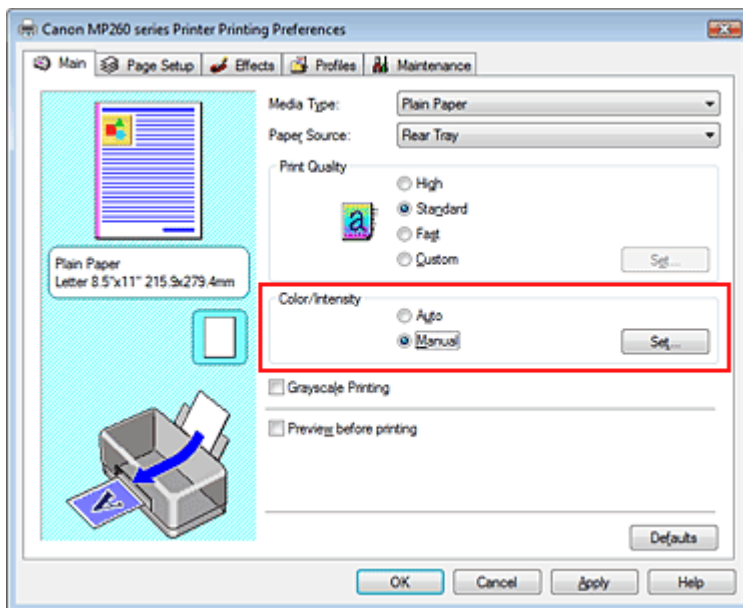 Canon MP260 series Printer Printing Preferences
Main Page Setup Effects Profiles Maintenance
Media Type: Plain Paper
Paper Source: Rear Tray
Print Quality
High
a Standard
Fast
Custom Set...
Plain Paper
Letter 8.5"x11" 215.9x279.4mm
Color/Intensity
Auto
Manual Set...
Grayscale Printing
Preview before printing
A
Defaults
OK Cancel Apply Help